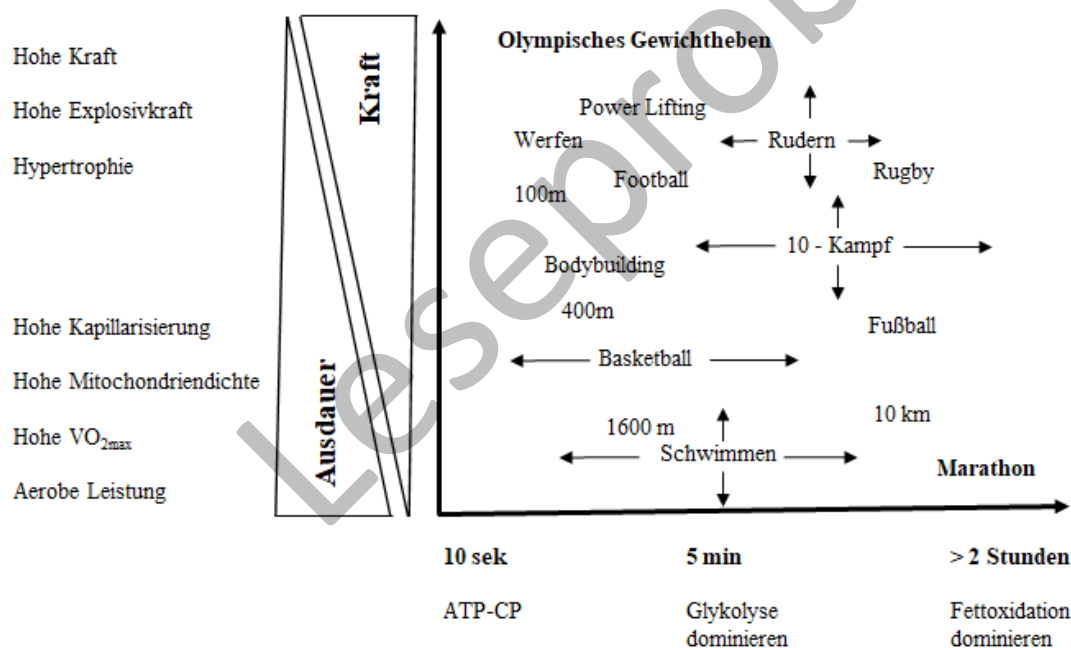 Hohe Kraft
Hohe Explosivkraft
Hypertrophie
Hohe Kapillarisierung
Hohe Mitochondriendichte
Hohe VO2max
Aerobe Leistung
Kraft
Ausdauer
Olympisches Gewichtheben
Power Lifting
Werfen
Rudern
Football
Rugby
100m
10 - Kampf
Bodybuilding
400m
Fußball
Basketball
10 km
1600 m
Schwimmen
Marathon
10 sek
5 min
> 2 Stunden
ATP-CP
Glykolyse
dominieren
Fettoxidation
dominieren
Leseprob